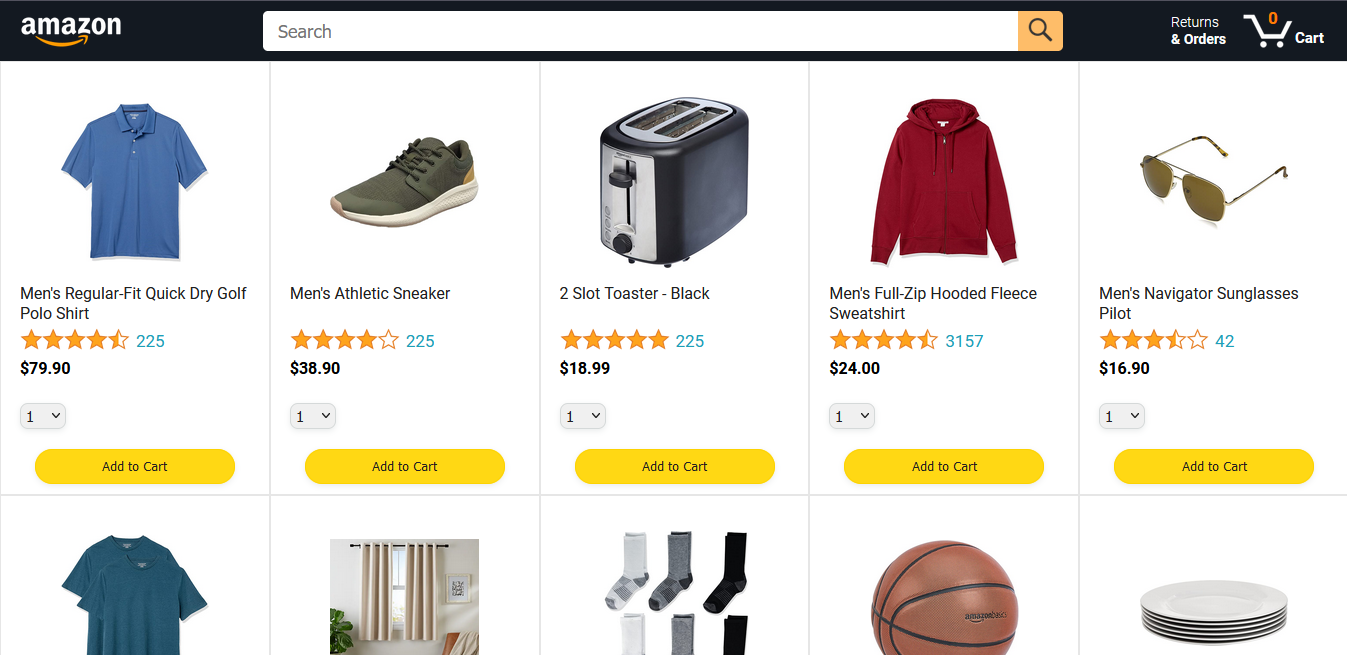 amazon
Search
Returns
& Orders
0
Cart
Men's Regular-Fit Quick Dry Golf
Polo Shirt
225
$79.90
1
Add to Cart
Men's Athletic Sneaker
225
$38.90
1
Add to Cart
2 Slot Toaster - Black
225
$18.99
1
Add to Cart
Men's Full-Zip Hooded Fleece
Sweatshirt
3157
$24.00
1
Add to Cart
Men's Navigator Sunglasses
Pilot
42
$16.90
1
Add to Cart
amazonbasics